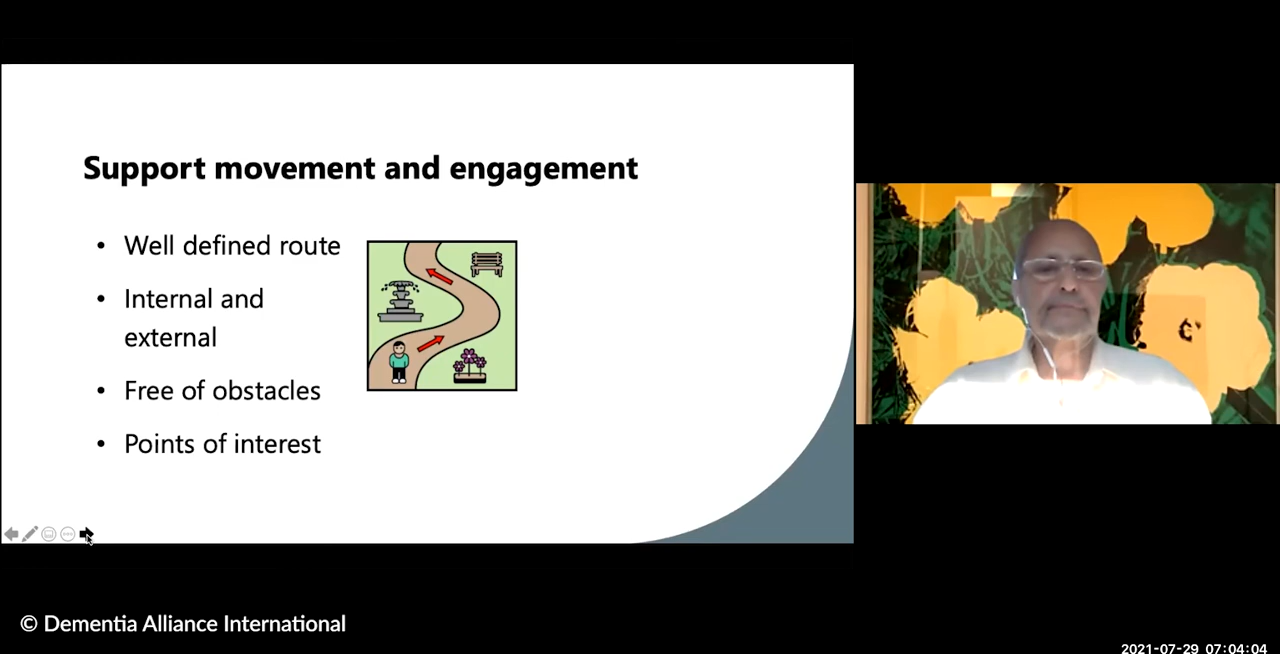 Support movement and engagement
• Well defined route
• Internal and
external
• Free of obstacles
• Points of interest
© Dementia Alliance International
2021-07-29 07:04:04